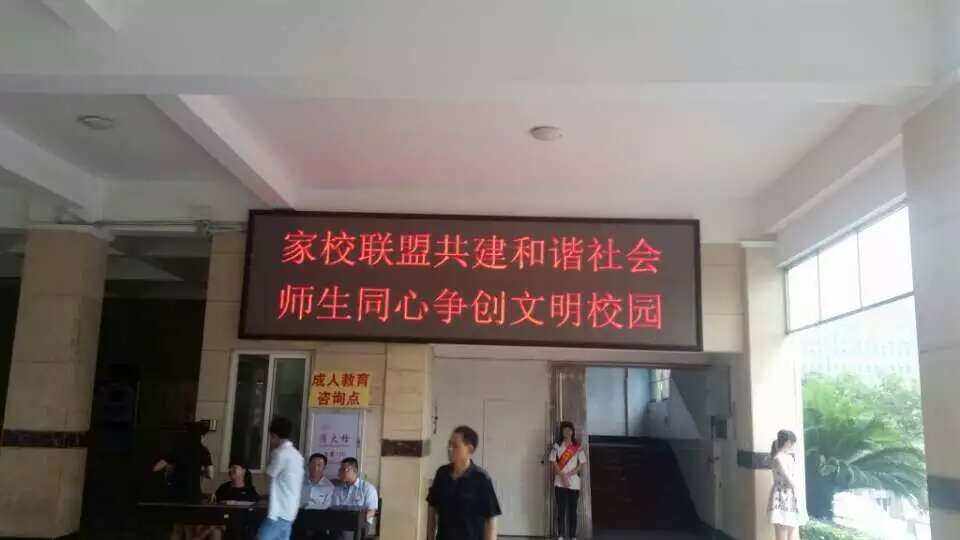 家校联盟共建和谐社会
师生同心争创文明校园
成人教育
咨询点